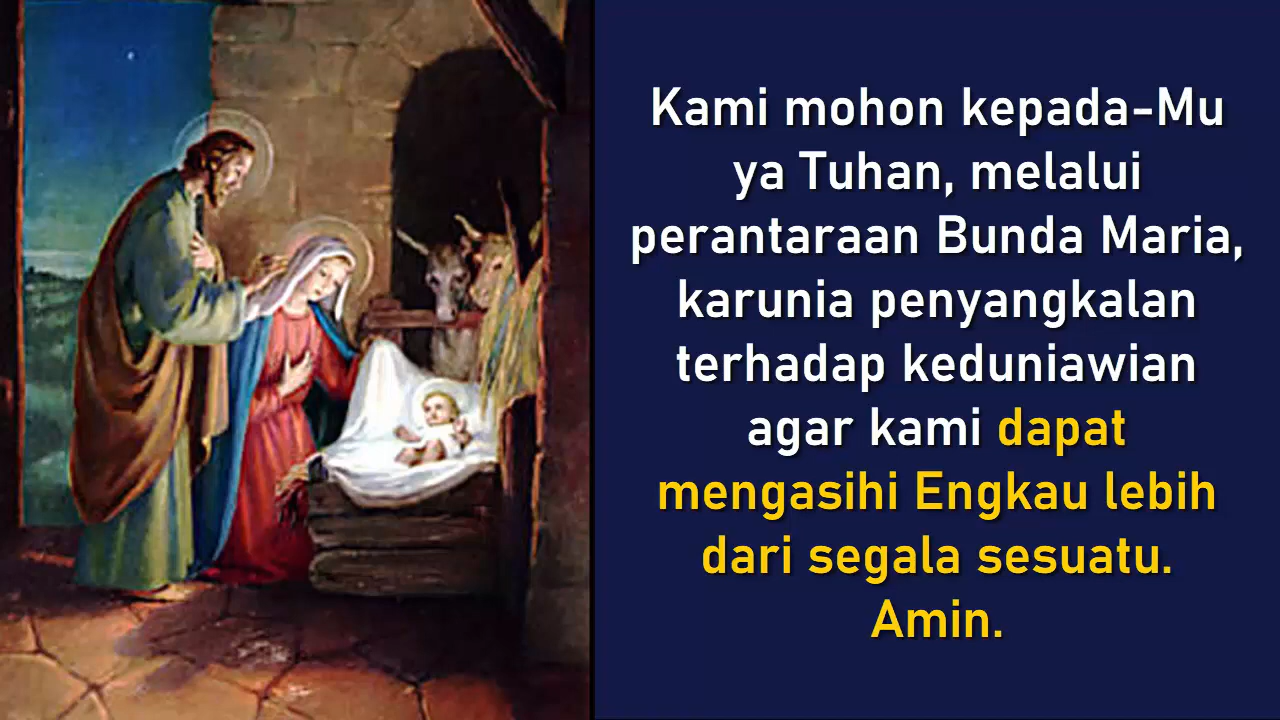 Kami mohon kepada-Mu
ya Tuhan, melalui
perantaraan Bunda Maria,
karunia penyangkalan
terhadap keduniawian
agar kami dapat
mengasihi Engkau lebih
dari segala sesuatu.
Amin.